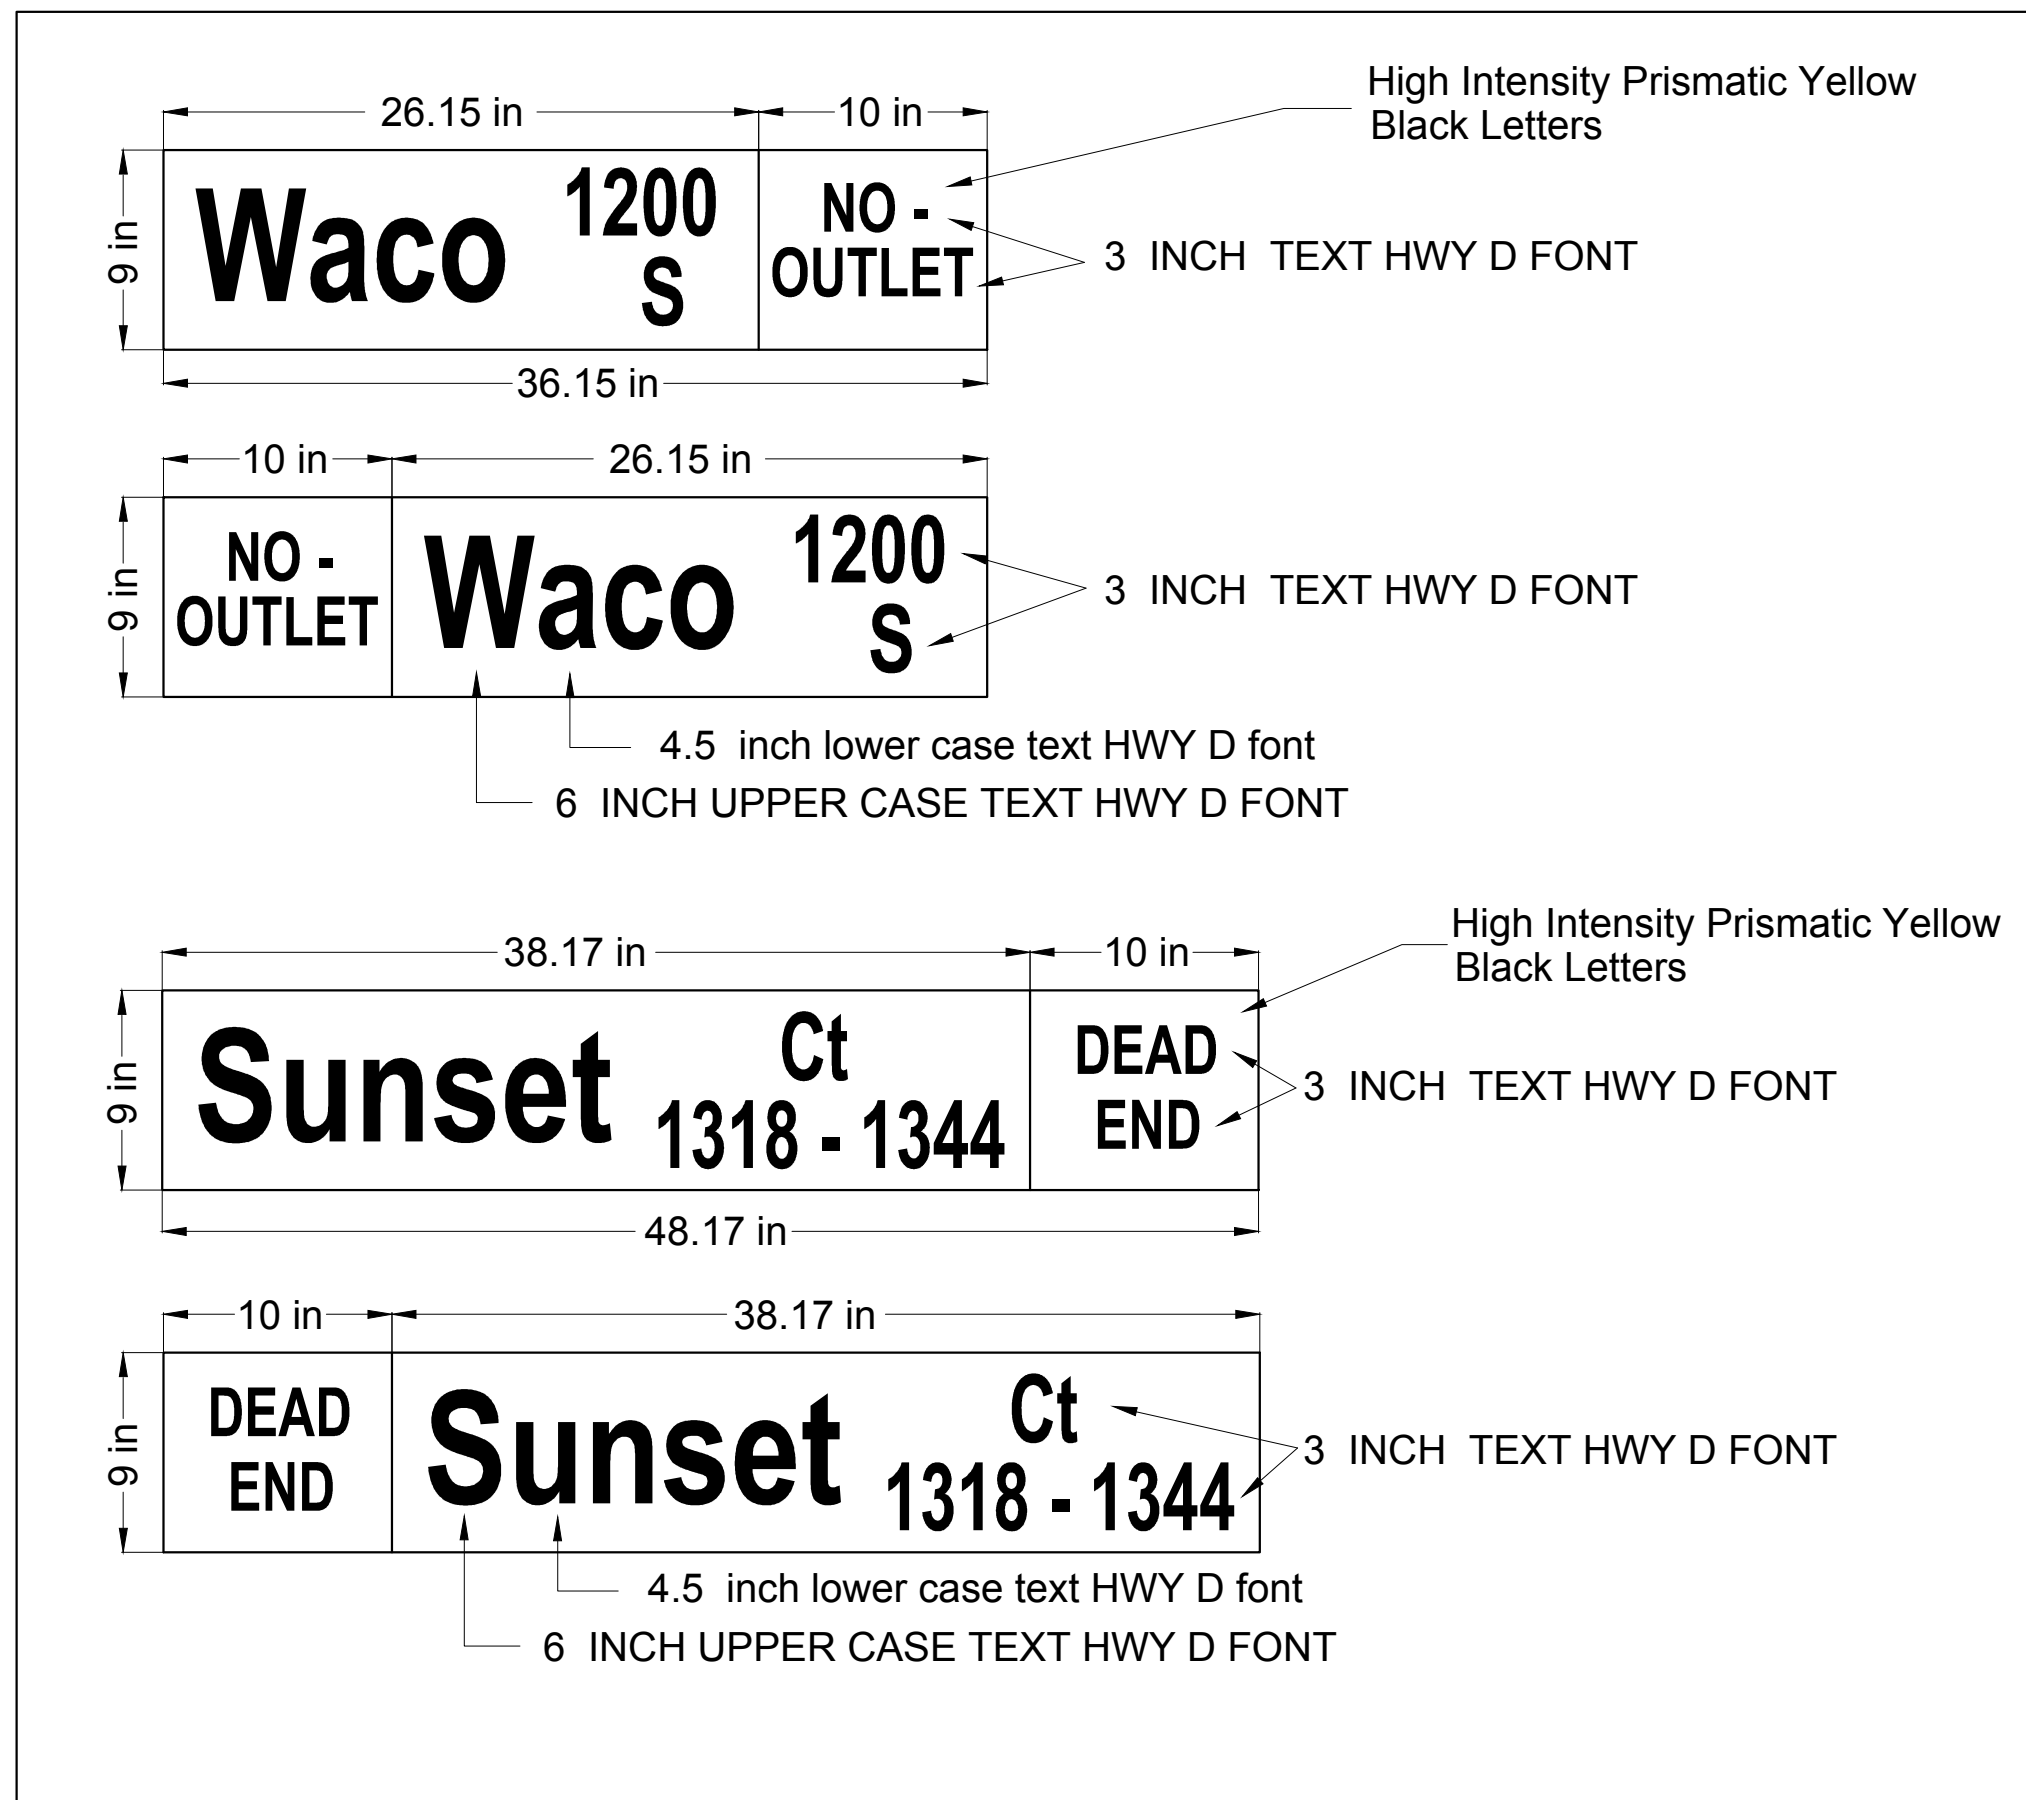 26.15 in 10 in
High Intensity Prismatic Yellow
Black Letters
9 in
Waco 1200
S
NO -
OUTLET
3 INCH TEXT HWY D FONT
36.15 in
10 in 26.15 in
9 in
NO -
OUTLET
Waco 1200
S
3 INCH TEXT HWY D FONT
4.5 inch lower case text HWY D font
6 INCH UPPER CASE TEXT HWY D FONT
38.17 in 10 in
High Intensity Prismatic Yellow
Black Letters
9 in
Sunset Ct
1318 - 1344
DEAD
END
3 INCH TEXT HWY D FONT
48.17 in
10 in 38.17 in
9 in
DEAD
END
Sunset Ct
1318 - 1344
3 INCH TEXT HWY D FONT
4.5 inch lower case text HWY D font
6 INCH UPPER CASE TEXT HWY D FONT